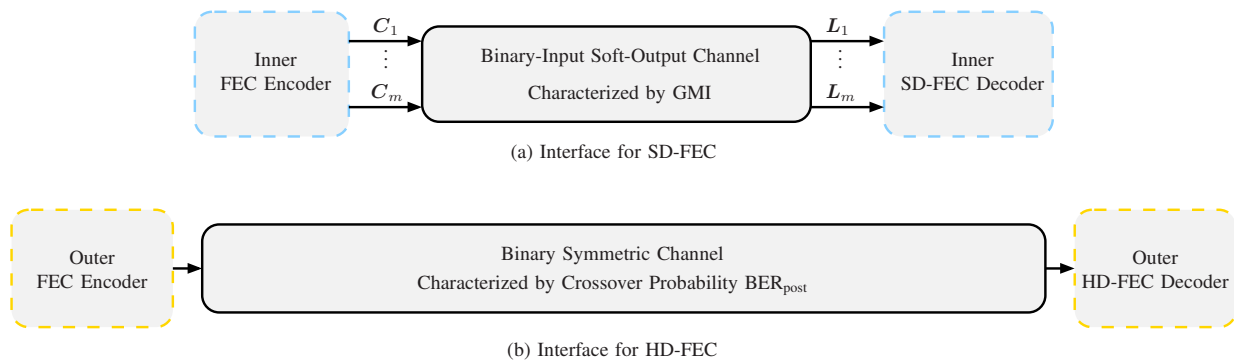 Inner
FEC Encoder
C₁
⋮
Cₘ
Binary-Input Soft-Output Channel
Characterized by GMI
L₁
⋮
Lₘ
Inner
SD-FEC Decoder
(a) Interface for SD-FEC
Outer
FEC Encoder
Binary Symmetric Channel
Characterized by Crossover Probability BER_post
Outer
HD-FEC Decoder
(b) Interface for HD-FEC